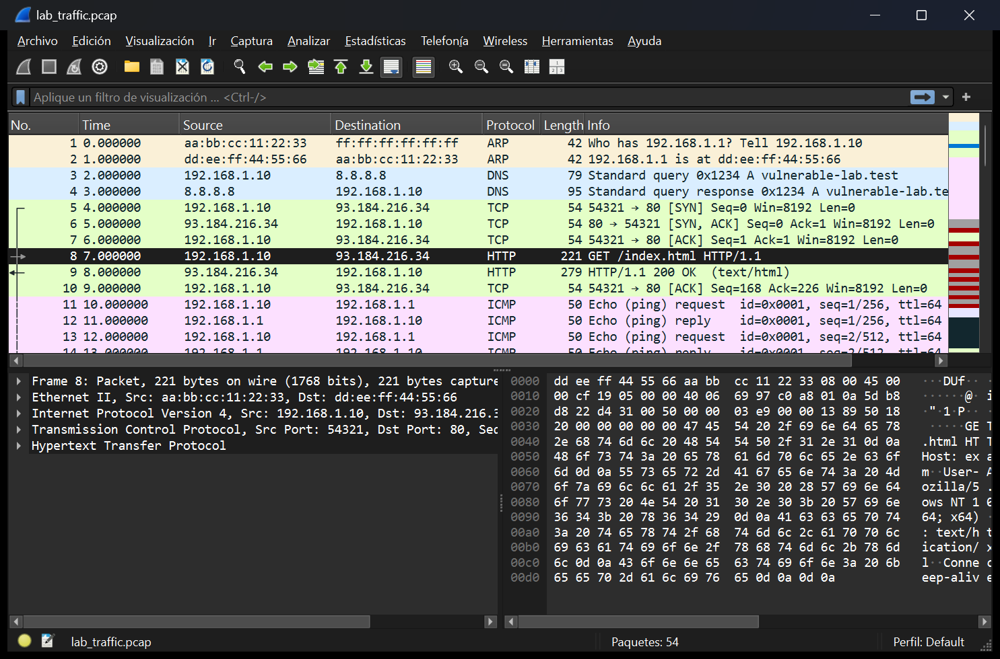 lab_traffic.pcap
Archivo Edición Visualización Ir Captura Analizar Estadísticas Telefonía Wireless Herramientas Ayuda
Aplique un filtro de visualización ... <Ctrl-/>
No. Time Source Destination Protocol Length Info
1 0.000000 aa:bb:cc:11:22:33 ff:ff:ff:ff:ff:ff ARP 42 Who has 192.168.1.1? Tell 192.168.1.10
2 1.000000 dd:ee:ff:44:55:66 aa:bb:cc:11:22:33 ARP 42 192.168.1.1 is at dd:ee:ff:44:55:66
3 2.000000 192.168.1.10 8.8.8.8 DNS 79 Standard query 0x1234 A vulnerable-lab.test
4 3.000000 8.8.8.8 192.168.1.10 DNS 95 Standard query response 0x1234 A vulnerable-lab.te
5 4.000000 192.168.1.10 93.184.216.34 TCP 54 54321 → 80 [SYN] Seq=0 Win=8192 Len=0
6 5.000000 93.184.216.34 192.168.1.10 TCP 54 80 → 54321 [SYN, ACK] Seq=0 Ack=1 Win=8192 Len=0
7 6.000000 192.168.1.10 93.184.216.34 TCP 54 54321 → 80 [ACK] Seq=1 Ack=1 Win=8192 Len=0
8 7.000000 192.168.1.10 93.184.216.34 HTTP 221 GET /index.html HTTP/1.1
9 8.000000 93.184.216.34 192.168.1.10 HTTP 279 HTTP/1.1 200 OK (text/html)
10 9.000000 192.168.1.10 93.184.216.34 TCP 54 54321 → 80 [ACK] Seq=168 Ack=226 Win=8192 Len=0
11 10.000000 192.168.1.10 192.168.1.1 ICMP 50 Echo (ping) request id=0x0001, seq=1/256, ttl=64
12 11.000000 192.168.1.1 192.168.1.10 ICMP 50 Echo (ping) reply id=0x0001, seq=1/256, ttl=64
13 12.000000 192.168.1.10 192.168.1.1 ICMP 50 Echo (ping) request id=0x0001, seq=2/512, ttl=64
14 13.000000 192.168.1.1 192.168.1.10 ICMP 50 Echo (ping) reply id=0x0001, seq=2/512, ttl=64
Frame 8: Packet, 221 bytes on wire (1768 bits), 221 bytes capture
Ethernet II, Src: aa:bb:cc:11:22:33, Dst: dd:ee:ff:44:55:66
Internet Protocol Version 4, Src: 192.168.1.10, Dst: 93.184.216.3
Transmission Control Protocol, Src Port: 54321, Dst Port: 80, Sec
Hypertext Transfer Protocol
0000 dd ee ff 44 55 66 aa bb cc 11 22 33 08 00 45 00 ···DUf··
0010 00 cf 19 05 00 00 40 06 69 97 c0 a8 01 0a 5d b8 ······@· i
0020 d8 22 d4 31 00 50 00 00 03 e9 00 00 13 89 50 18 ·"·1·P··
0030 20 00 00 00 00 00 47 45 54 20 2f 69 6e 64 65 78 ·····GE T
0040 2e 68 74 6d 6c 20 48 54 54 50 2f 31 2e 31 0d 0a .html HT T
0050 48 6f 73 74 3a 20 65 78 61 6d 70 6c 65 2e 63 6f Host: ex a
0060 6d 0d 0a 55 73 65 72 2d 41 67 65 6e 74 3a 20 4d m··User- A
0070 6f 7a 69 6c 6c 61 2f 35 2e 30 20 28 57 69 6e 64 ozilla/5 .
0080 6f 77 73 20 4e 54 20 31 30 2e 30 3b 20 57 69 6e ows NT 1 0
0090 36 34 3b 20 78 36 34 29 0d 0a 41 63 63 65 70 74 64; x64) ·
00a0 3a 20 74 65 78 74 2f 68 74 6d 6c 2c 61 70 70 6c : text/h t
00b0 69 63 61 74 69 6f 6e 2f 78 68 74 6d 6c 2b 78 6d ication/ x
00c0 6c 0d 0a 43 6f 6e 6e 65 63 74 69 6f 6e 3a 20 6b l··Conne c
00d0 65 65 70 2d 61 6c 69 76 65 0d 0a 0d 0a eep-aliv e
lab_traffic.pcap Paquetes: 54 Perfil: Default